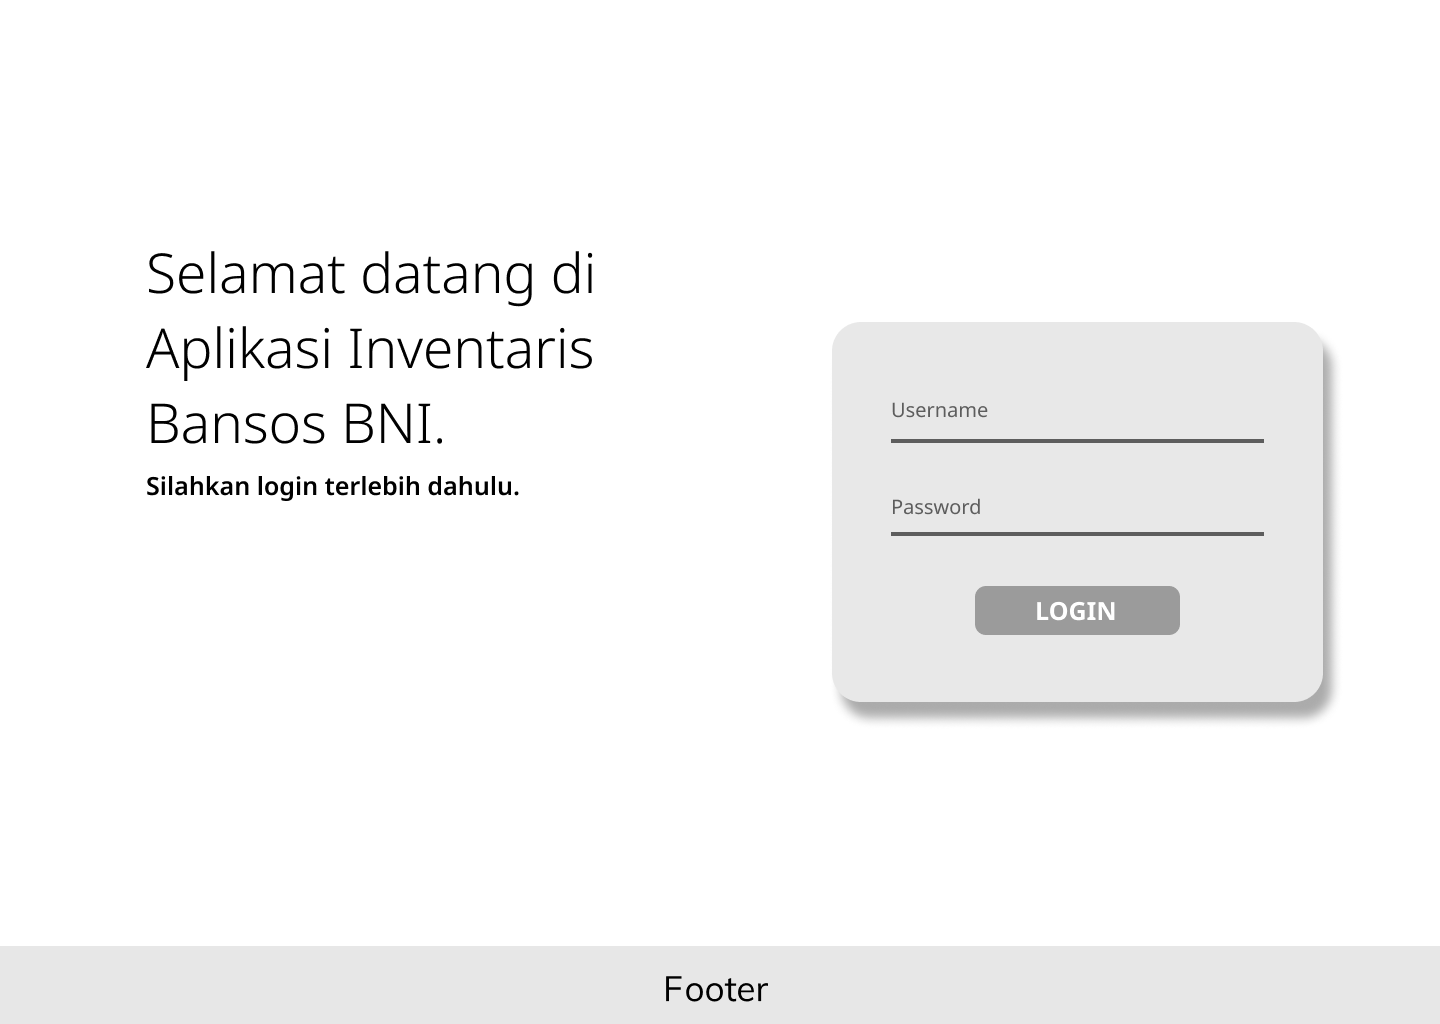 Selamat datang di
Aplikasi Inventaris
Bansos BNI.
Silahkan login terlebih dahulu.
Username
Password
LOGIN
Footer